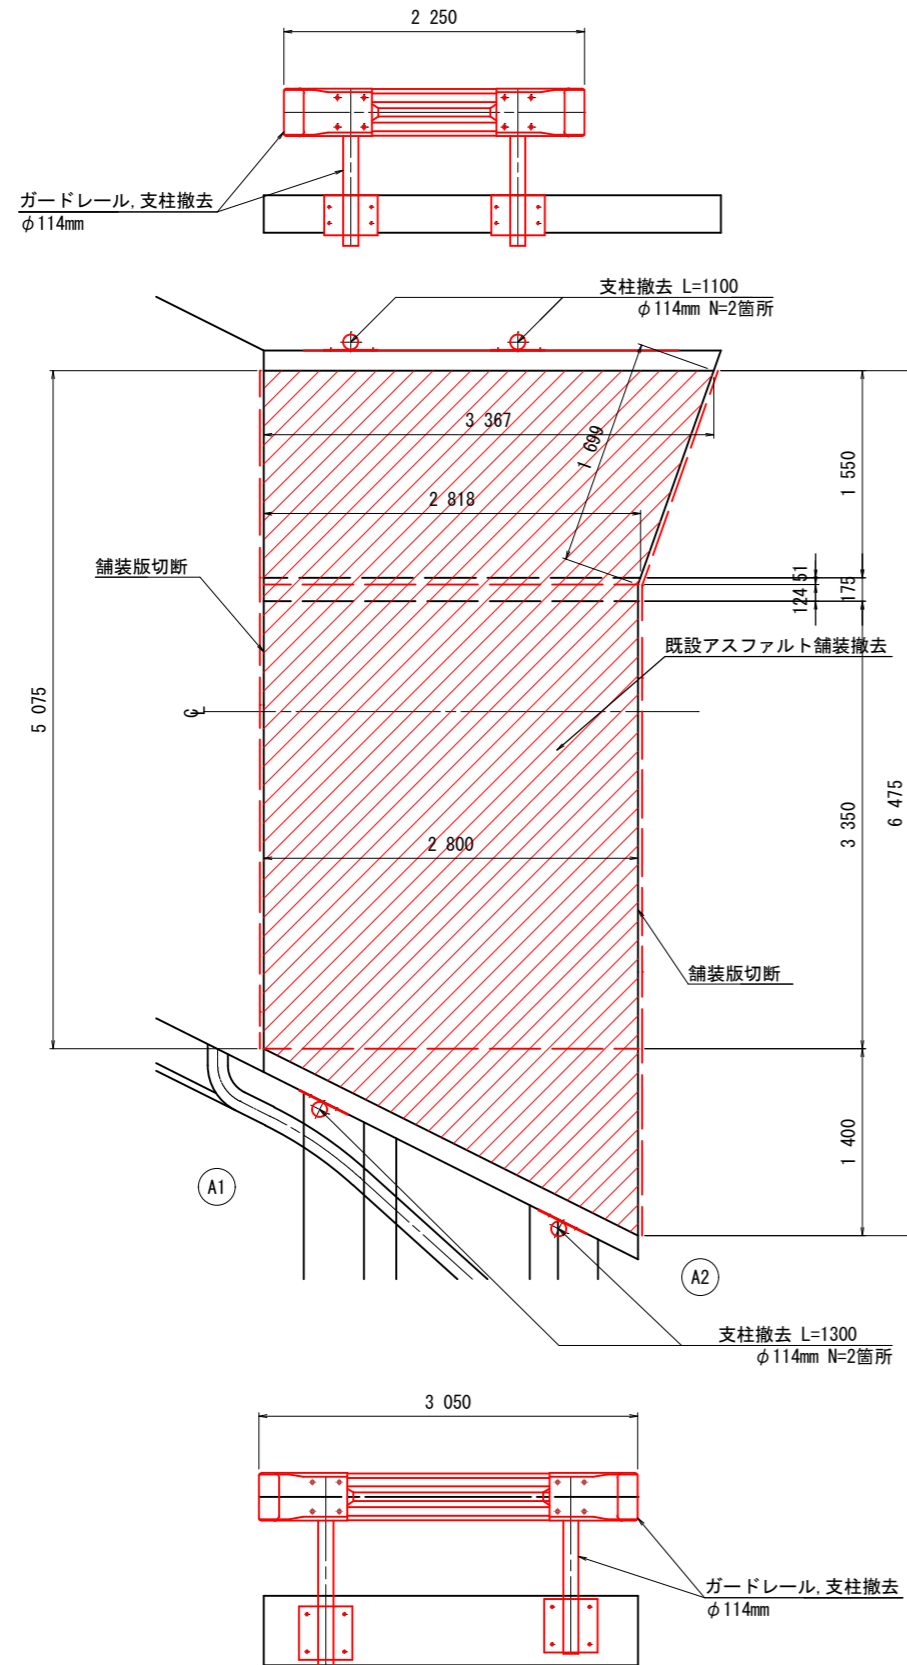 2 250
ガードレール, 支柱撤去
φ114mm
支柱撤去 L=1100
φ114mm N=2箇所
3 367
1 699
1 550
2 818
舗装版切断
51
124
175
既設アスファルト舗装撤去
CL
5 075
3 350
6 475
2 800
舗装版切断
1 400
A1
A2
支柱撤去 L=1300
φ114mm N=2箇所
3 050
ガードレール, 支柱撤去
φ114mm